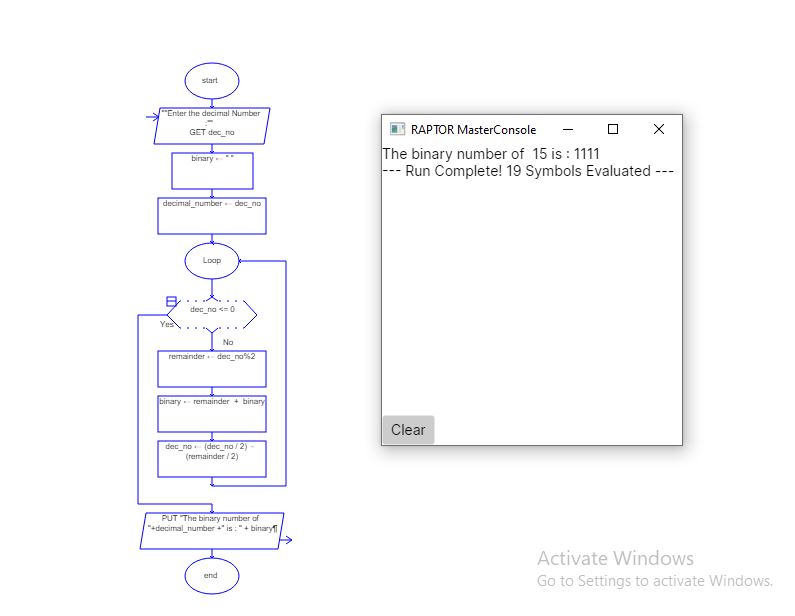 start
""Enter the decimal Number
:""
GET dec_no
binary ← " "
decimal_number ← dec_no
Loop
dec_no <= 0
Yes
No
remainder ← dec_no%2
binary ← remainder + binary
dec_no ← (dec_no / 2) -
(remainder / 2)
PUT "The binary number of
"+decimal_number +" is : " + binary¶
end
RAPTOR MasterConsole
The binary number of  15 is : 1111
--- Run Complete! 19 Symbols Evaluated ---
Clear
Activate Windows
Go to Settings to activate Windows.